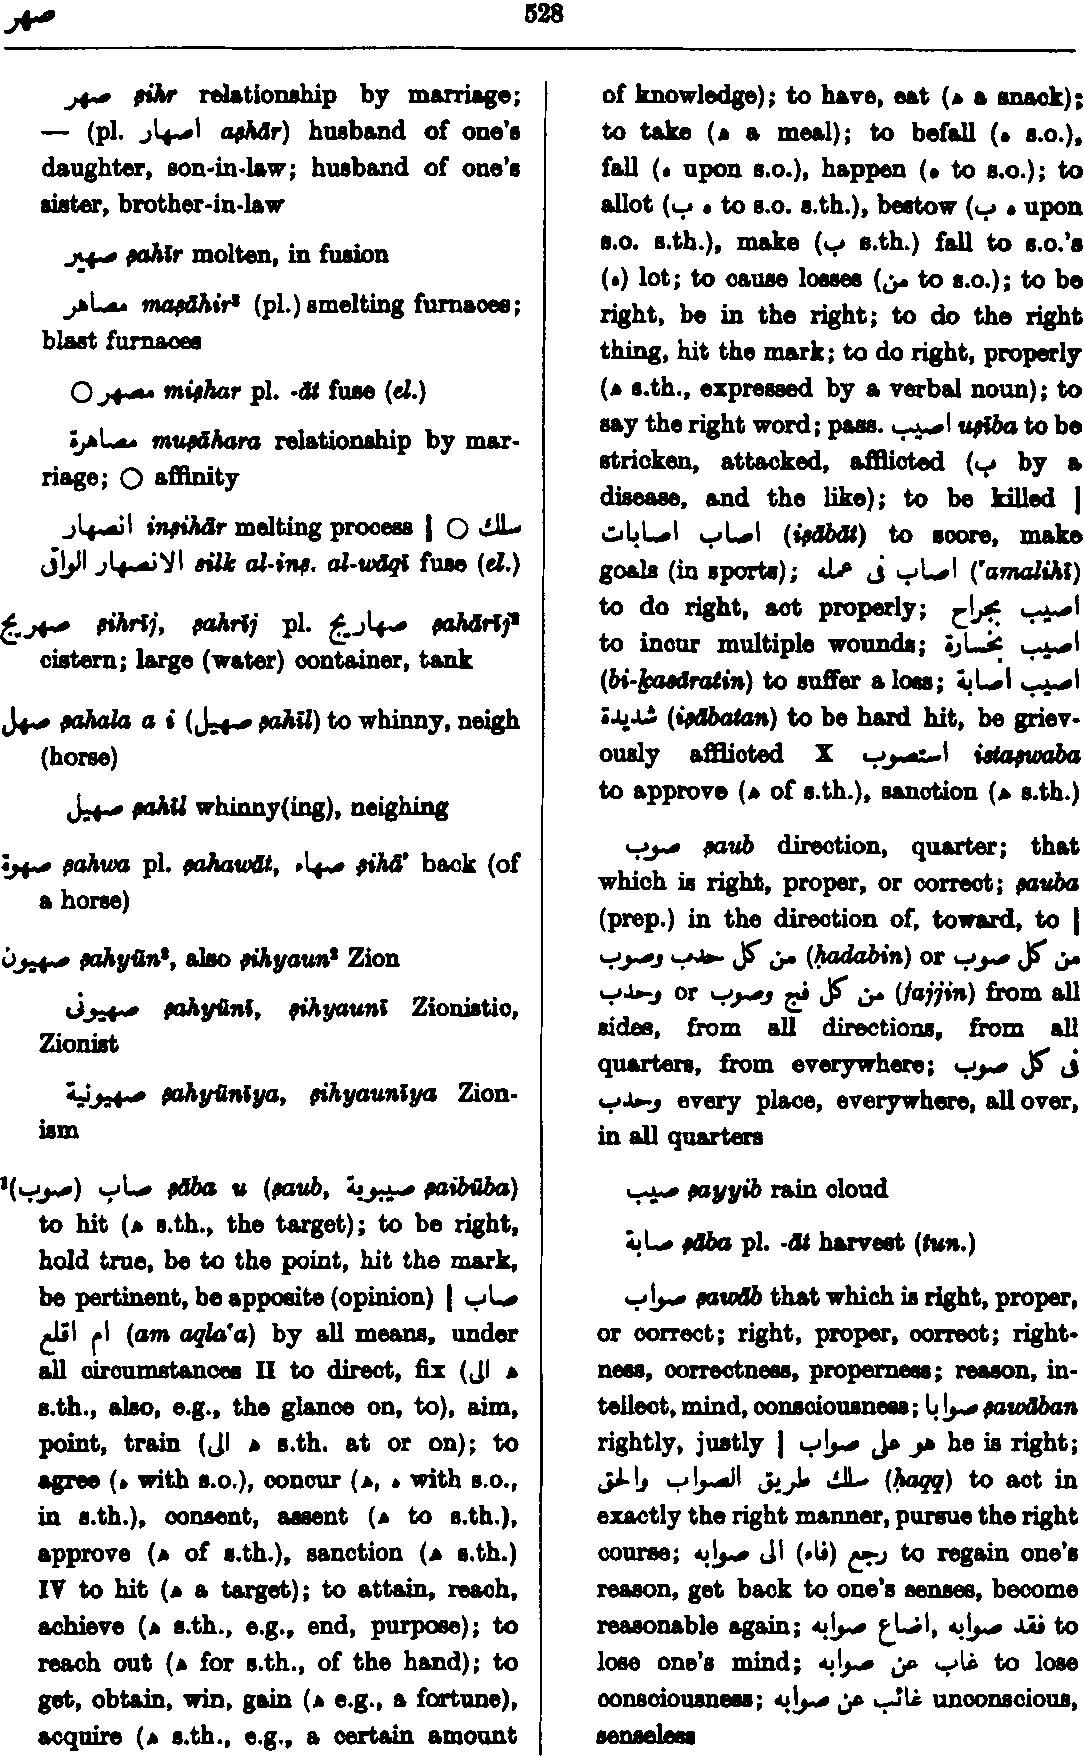 صهر
528
صهر ṣihr relationship by marriage;
— (pl. اصهار aṣhār) husband of one's
daughter, son-in-law; husband of one's
sister, brother-in-law
صهير ṣahīr molten, in fusion
مصاهر maṣāhir² (pl.) smelting furnaces;
blast furnaces
○ مصهر miṣhar pl. -āt fuse (el.)
مصاهرة muṣāhara relationship by mar-
riage; ○ affinity
انصهار inṣihār melting process | ○ سلك
الانصهار الواقى silk al-inṣ. al-wāqi fuse (el.)
صهريج ṣihrīj, ṣahrīj pl. صهاريج ṣahārīj²
cistern; large (water) container, tank
صهل ṣahala a i (صهيل ṣahīl) to whinny, neigh
(horse)
صهيل ṣahīl whinny(ing), neighing
صهوة ṣahwa pl. ṣahawāt, صهاء ṣihā' back (of
a horse)
صهيون ṣahyūn², also ṣihyaun² Zion
صهيونى ṣahyūnī, ṣihyaunī Zionistic,
Zionist
صهيونية ṣahyūnīya, ṣihyaunīya Zion-
ism
¹(صوب) صاب ṣāba u (ṣaub, صيبوبة ṣaibūba)
to hit (ه s.th., the target); to be right,
hold true, be to the point, hit the mark,
be pertinent, be apposite (opinion) | صاب
ام اقلع (am aqla'a) by all means, under
all circumstances II to direct, fix (ه الى
s.th., also, e.g., the glance on, to), aim,
point, train (ه الى s.th. at or on); to
agree (ه with s.o.), concur (ه, ه with s.o.,
in s.th.), consent, assent (ه to s.th.),
approve (ه of s.th.), sanction (ه s.th.)
IV to hit (ه a target); to attain, reach,
achieve (ه s.th., e.g., end, purpose); to
reach out (ه for s.th., of the hand); to
get, obtain, win, gain (ه e.g., a fortune),
acquire (ه s.th., e.g., a certain amount
of knowledge); to have, eat (ه a snack);
to take (ه a meal); to befall (ه s.o.),
fall (ه upon s.o.), happen (ه to s.o.); to
allot (ه ب to s.o. s.th.), bestow (ه ب upon
s.o. s.th.), make (ب s.th.) fall to s.o.'s
(ه) lot; to cause losses (من to s.o.); to be
right, be in the right; to do the right
thing, hit the mark; to do right, properly
(ه s.th., expressed by a verbal noun); to
say the right word; pass. اصيب uṣība to be
stricken, attacked, afflicted (ب by a
disease, and the like); to be killed |
اصاب اصابات (iṣābāt) to score, make
goals (in sports); اصاب فى عمله ('amalihī)
to do right, act properly; اصيب بجراح
to incur multiple wounds; اصيب بخسارة
(bi-ḵasāratin) to suffer a loss; اصيب اصابة
شديدة (iṣābatan) to be hard hit, be griev-
ously afflicted X استصوب istaṣwaba
to approve (ه of s.th.), sanction (ه s.th.)
صوب ṣaub direction, quarter; that
which is right, proper, or correct; ṣauba
(prep.) in the direction of, toward, to |
من كل حدب وصوب (ḥadabin) or من كل صوب
وحدب or من كل فج وصوب (fajjin) from all
sides, from all directions, from all
quarters, from everywhere; فى كل صوب
وحدب every place, everywhere, all over,
in all quarters
صيب ṣayyib rain cloud
صابة ṣāba pl. -āt harvest (tun.)
صواب ṣawāb that which is right, proper,
or correct; right, proper, correct; right-
ness, correctness, properness; reason, in-
tellect, mind, consciousness; صوابا ṣawāban
rightly, justly | هو على صواب he is right;
سلك طريق الصواب والحق (ḥaqq) to act in
exactly the right manner, pursue the right
course; رجع (فاء) الى صوابه to regain one's
reason, get back to one's senses, become
reasonable again; فقد صوابه, اضاع صوابه to
lose one's mind; غاب عن صوابه to lose
consciousness; غائب عن صوابه unconscious,
senseless